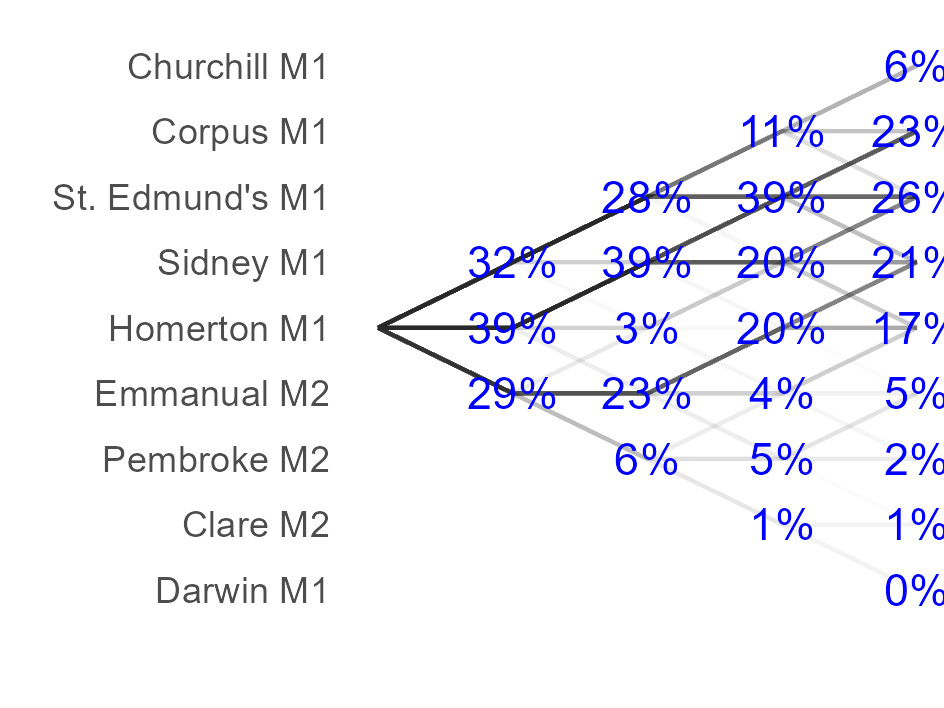 Churchill M1 6%
Corpus M1 11% 23%
St. Edmund's M1 28% 39% 26%
Sidney M1 32% 39% 20% 21%
Homerton M1 39% 3% 20% 17%
Emmanual M2 29% 23% 4% 5%
Pembroke M2 6% 5% 2%
Clare M2 1% 1%
Darwin M1 0%